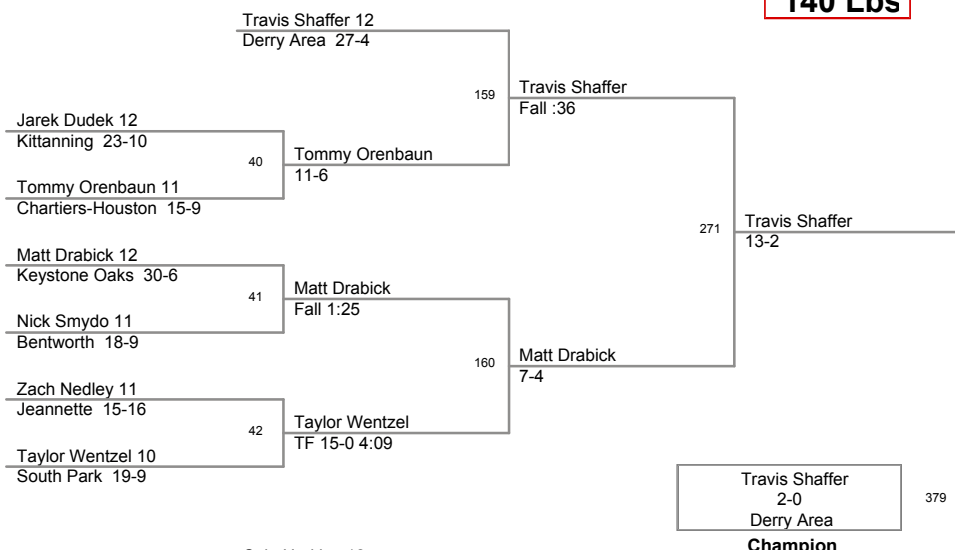 140 Lbs
Travis Shaffer 12
Derry Area 27-4
159
Travis Shaffer
Fall :36
Jarek Dudek 12
Kittanning 23-10
40
Tommy Orenbaun
11-6
Tommy Orenbaun 11
Chartiers-Houston 15-9
271
Travis Shaffer
13-2
Matt Drabick 12
Keystone Oaks 30-6
41
Matt Drabick
Fall 1:25
Nick Smydo 11
Bentworth 18-9
160
Matt Drabick
7-4
Zach Nedley 11
Jeannette 15-16
42
Taylor Wentzel
TF 15-0 4:09
Taylor Wentzel 10
South Park 19-9
Travis Shaffer
2-0
Derry Area
379
Champion